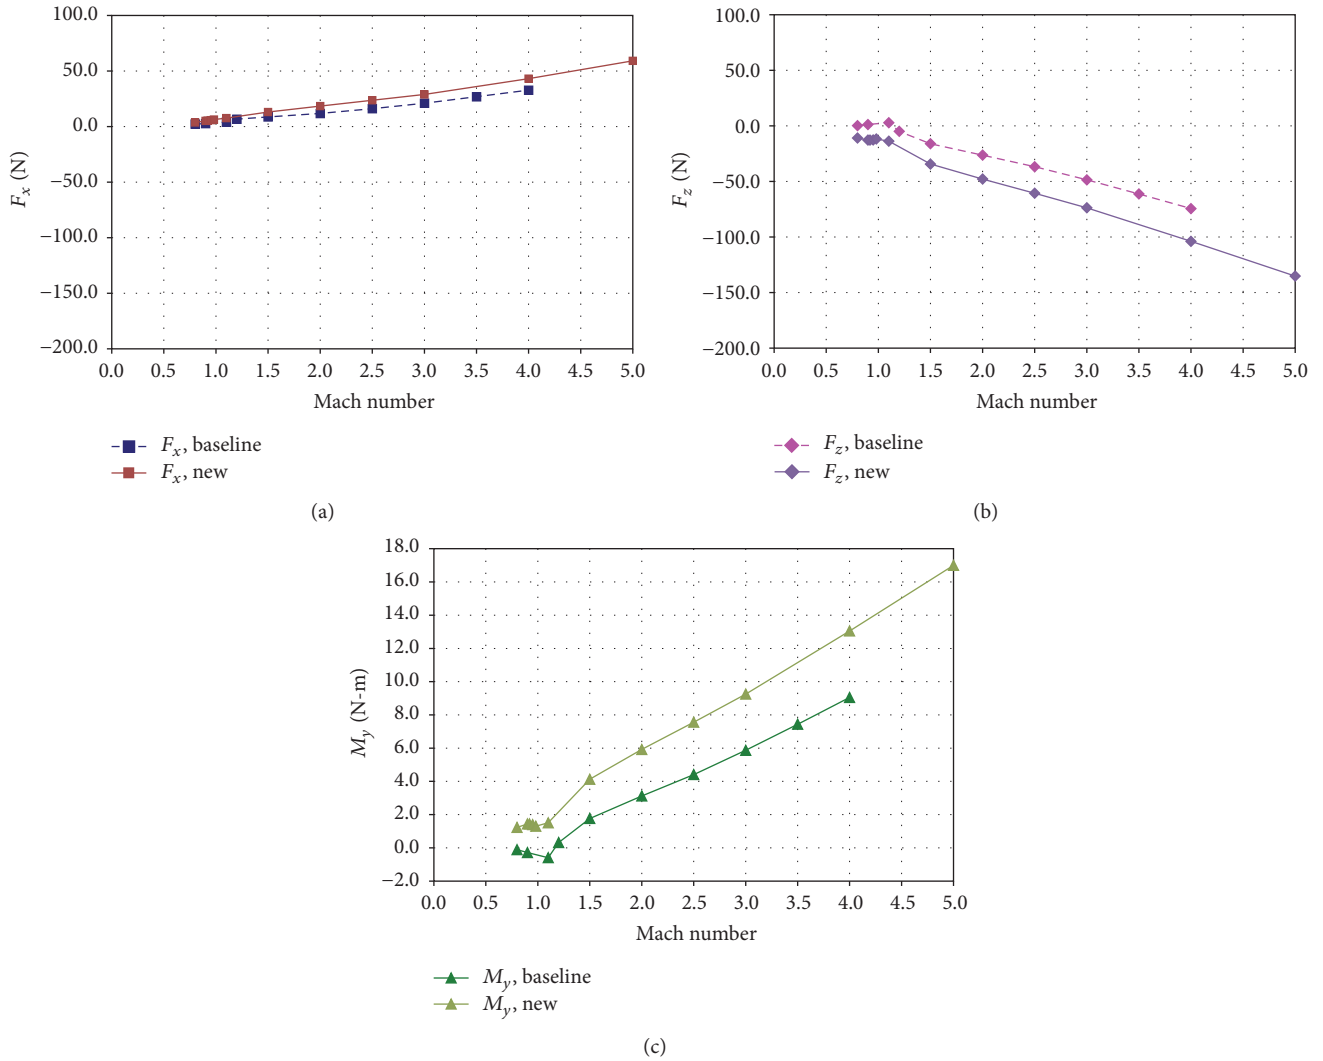 100.0
50.0
0.0
−50.0
−100.0
−150.0
−200.0
F_x (N)
0.0 0.5 1.0 1.5 2.0 2.5 3.0 3.5 4.0 4.5 5.0
Mach number
F_x, baseline
F_x, new
(a)
100.0
50.0
0.0
−50.0
−100.0
−150.0
−200.0
F_z (N)
0.0 0.5 1.0 1.5 2.0 2.5 3.0 3.5 4.0 4.5 5.0
Mach number
F_z, baseline
F_z, new
(b)
18.0
16.0
14.0
12.0
10.0
8.0
6.0
4.0
2.0
0.0
−2.0
M_y (N-m)
0.0 0.5 1.0 1.5 2.0 2.5 3.0 3.5 4.0 4.5 5.0
Mach number
M_y, baseline
M_y, new
(c)